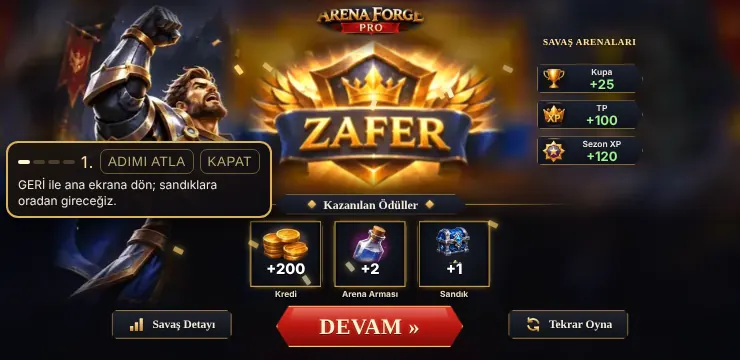 ARENA FORGE
PRO
SAVAŞ ARENALARI
Kupa
+25
XP
TP
+100
Sezon XP
+120
ZAFER
1. ADIMI ATLA KAPAT
GERİ ile ana ekrana dön; sandıklara
oradan gireceğiz.
Kazanılan Ödüller
+200
+2
+1
Kredi
Arena Arması
Sandık
Savaş Detayı
DEVAM »
Tekrar Oyna